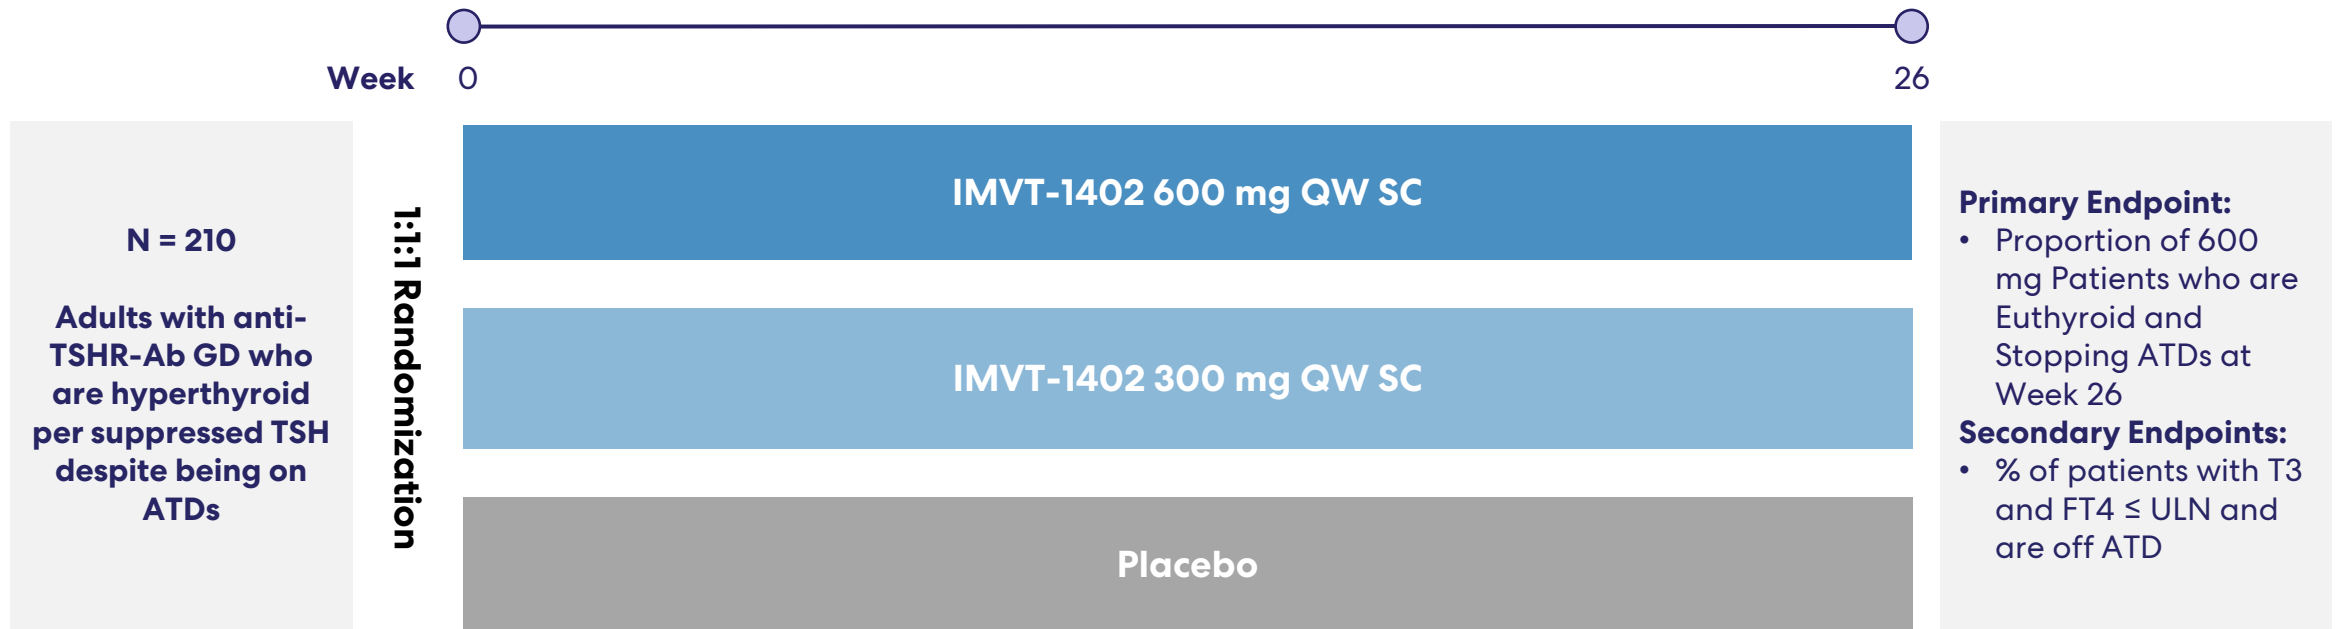 Week 0 26
N = 210
Adults with anti-
TSHR-Ab GD who
are hyperthyroid
per suppressed TSH
despite being on
ATDs
1:1:1 Randomization
IMVT-1402 600 mg QW SC
IMVT-1402 300 mg QW SC
Placebo
Primary Endpoint:
• Proportion of 600
mg Patients who are
Euthyroid and
Stopping ATDs at
Week 26
Secondary Endpoints:
• % of patients with T3
and FT4 ≤ ULN and
are off ATD